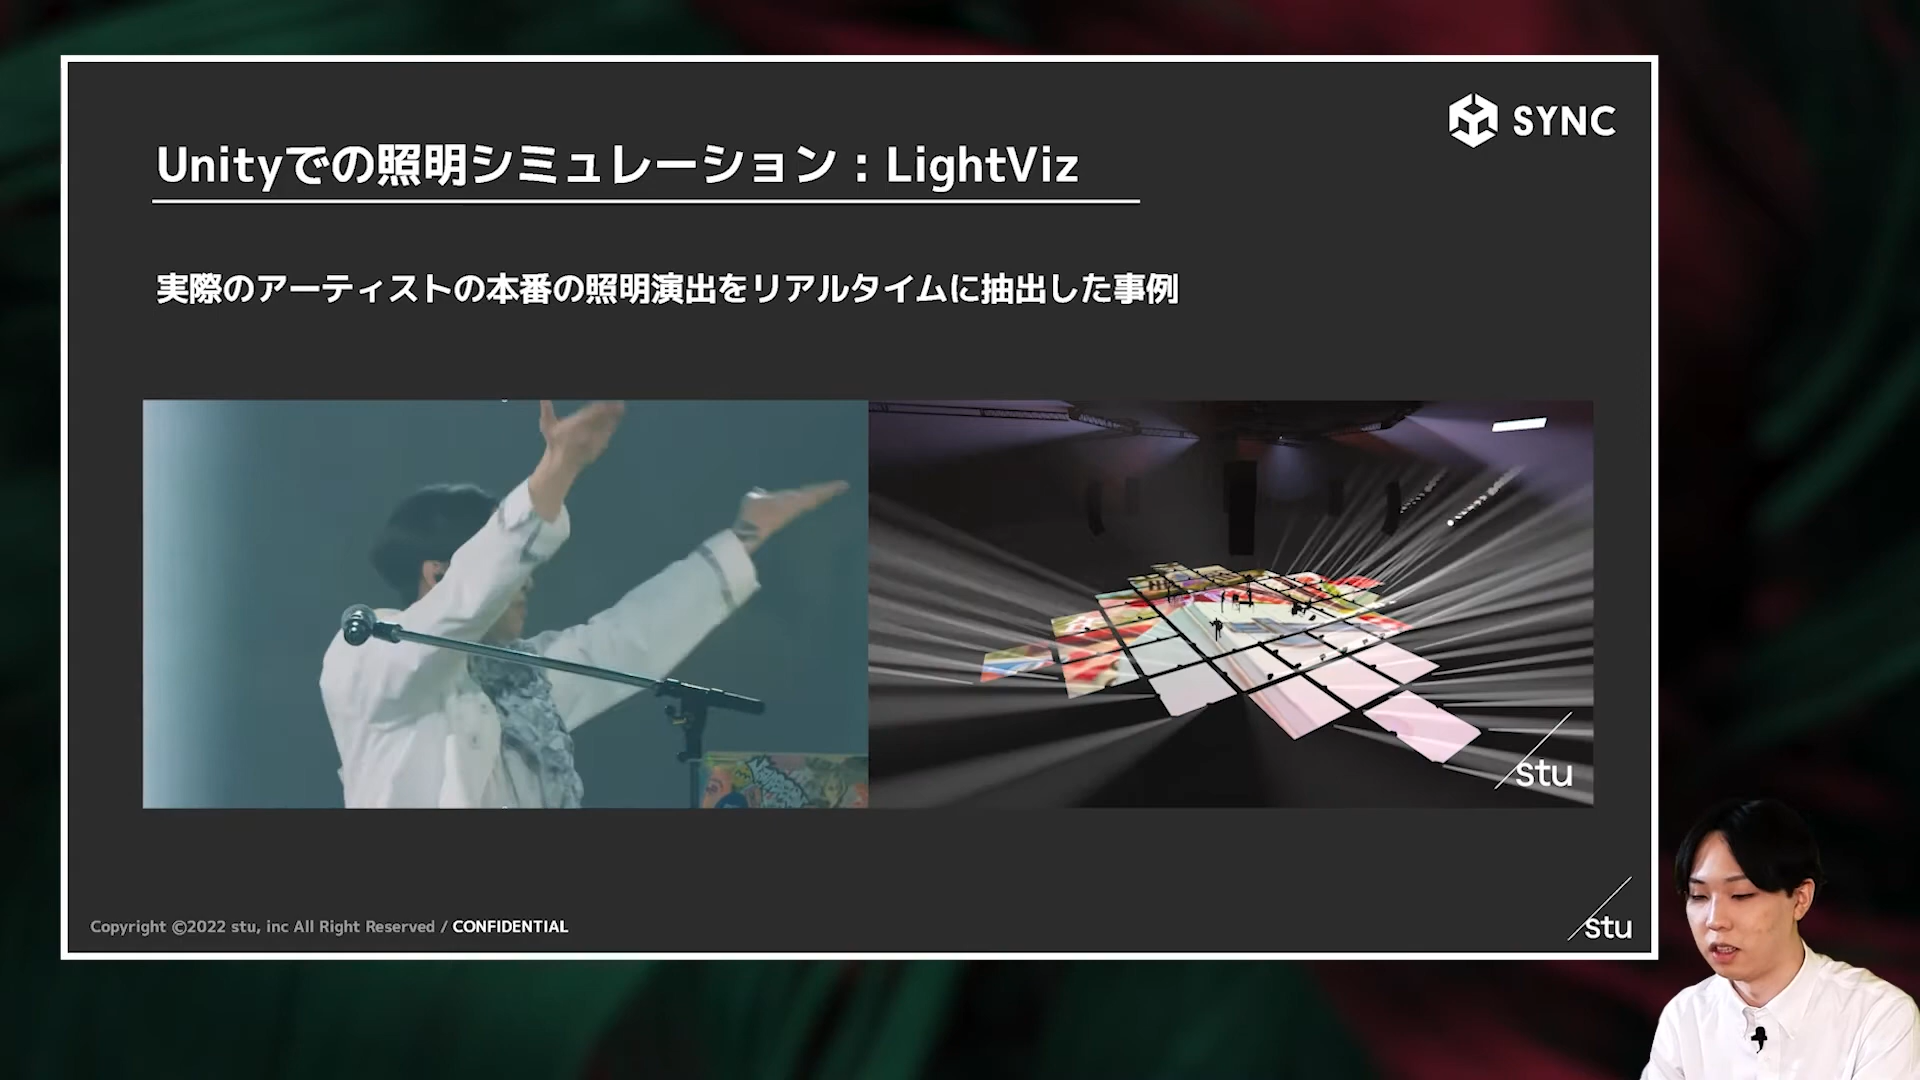 SYNC
Unityでの照明シミュレーション：LightViz
実際のアーティストの本番の照明演出をリアルタイムに抽出した事例
stu
Copyright ©2022 stu, inc All Right Reserved / CONFIDENTIAL
stu